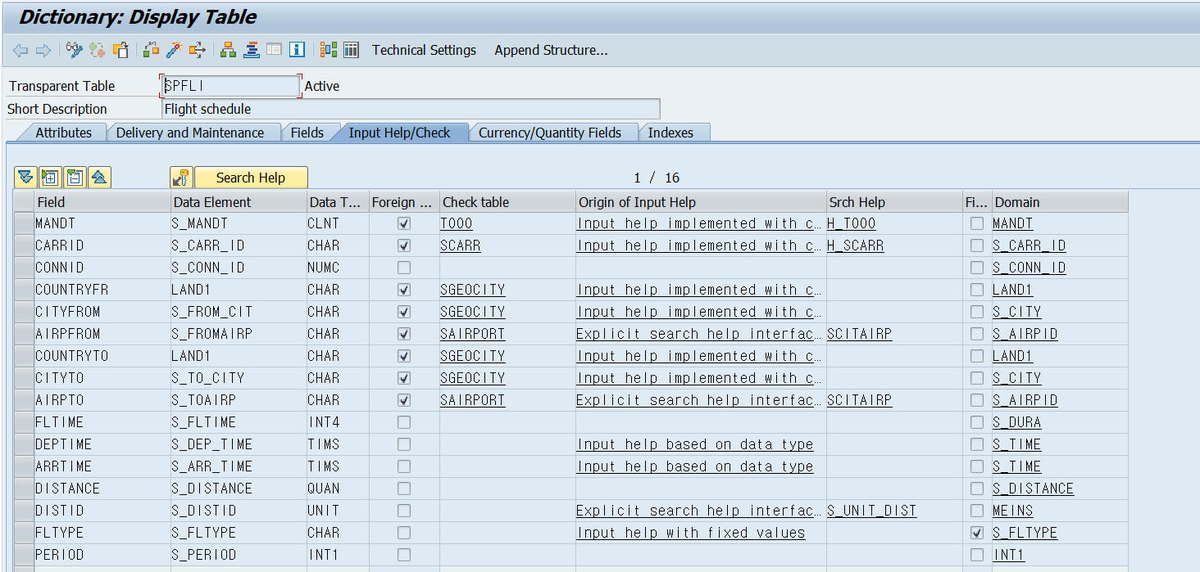 Dictionary: Display Table
Technical Settings Append Structure...
Transparent Table SPFLI Active
Short Description Flight schedule
Attributes Delivery and Maintenance Fields Input Help/Check Currency/Quantity Fields Indexes
Search Help 1 / 16
Field Data Element Data T... Foreign ... Check table Origin of Input Help Srch Help Fi... Domain
MANDT S_MANDT CLNT T000 Input help implemented with c… H_T000 MANDT
CARRID S_CARR_ID CHAR SCARR Input help implemented with c… H_SCARR S_CARR_ID
CONNID S_CONN_ID NUMC S_CONN_ID
COUNTRYFR LAND1 CHAR SGEOCITY Input help implemented with c… LAND1
CITYFROM S_FROM_CIT CHAR SGEOCITY Input help implemented with c… S_CITY
AIRPFROM S_FROMAIRP CHAR SAIRPORT Explicit search help interfac… SCITAIRP S_AIRPID
COUNTRYTO LAND1 CHAR SGEOCITY Input help implemented with c… LAND1
CITYTO S_TO_CITY CHAR SGEOCITY Input help implemented with c… S_CITY
AIRPTO S_TOAIRP CHAR SAIRPORT Explicit search help interfac… SCITAIRP S_AIRPID
FLTIME S_FLTIME INT4 S_DURA
DEPTIME S_DEP_TIME TIMS Input help based on data type S_TIME
ARRTIME S_ARR_TIME TIMS Input help based on data type S_TIME
DISTANCE S_DISTANCE QUAN S_DISTANCE
DISTID S_DISTID UNIT Explicit search help interfac… S_UNIT_DIST MEINS
FLTYPE S_FLTYPE CHAR Input help with fixed values S_FLTYPE
PERIOD S_PERIOD INT1 INT1